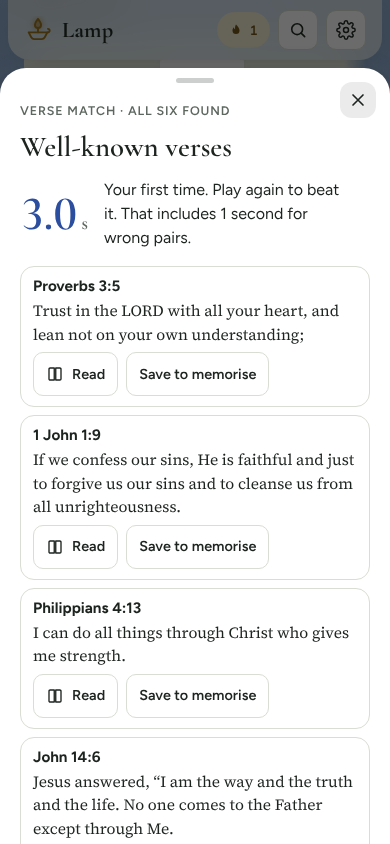 Lamp
1
VERSE MATCH · ALL SIX FOUND
Well-known verses
3.0 s
Your first time. Play again to beat
it. That includes 1 second for
wrong pairs.
Proverbs 3:5
Trust in the LORD with all your heart, and
lean not on your own understanding;
Read
Save to memorise
1 John 1:9
If we confess our sins, He is faithful and just
to forgive us our sins and to cleanse us from
all unrighteousness.
Read
Save to memorise
Philippians 4:13
I can do all things through Christ who gives
me strength.
Read
Save to memorise
John 14:6
Jesus answered, “I am the way and the truth
and the life. No one comes to the Father
except through Me.